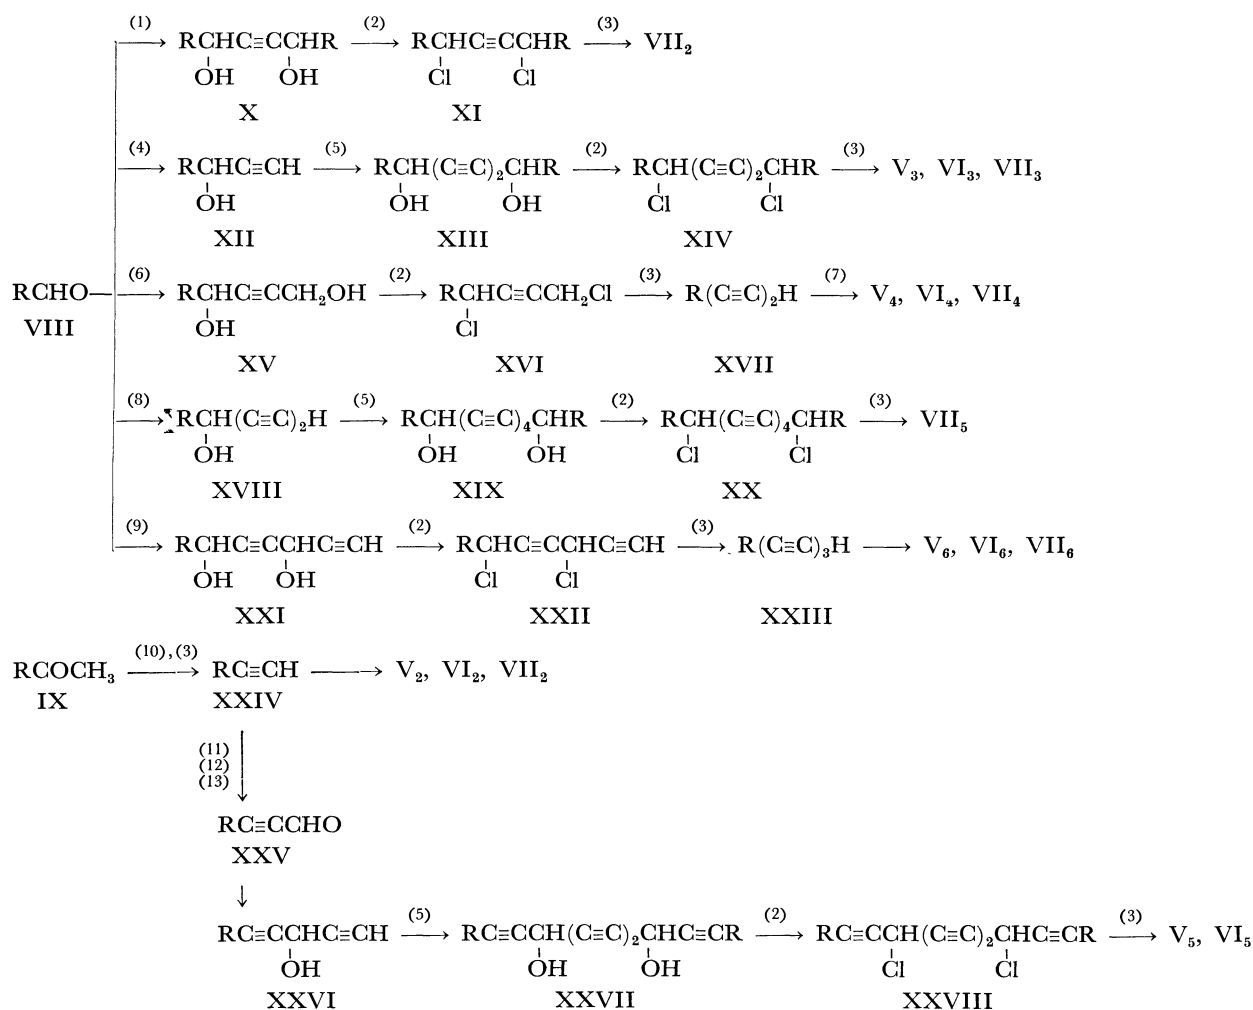 (1) (2) (3)
RCHC≡CCHR → RCHC≡CCHR → VII₂
OH OH Cl Cl
X XI
(4) (5) (2) (3)
RCHC≡CH → RCH(C≡C)₂CHR → RCH(C≡C)₂CHR → V₃, VI₃, VII₃
OH OH OH Cl Cl
XII XIII XIV
(6) (2) (3) (7)
RCHO → RCHC≡CCH₂OH → RCHC≡CCH₂Cl → R(C≡C)₂H → V₄, VI₄, VII₄
VIII OH Cl
XV XVI XVII
(8) (5) (2) (3)
RCH(C≡C)₂H → RCH(C≡C)₄CHR → RCH(C≡C)₄CHR → VII₅
OH OH OH Cl Cl
XVIII XIX XX
(9) (2) (3)
RCHC≡CCHC≡CH → RCHC≡CCHC≡CH → R(C≡C)₃H → V₆, VI₆, VII₆
OH OH Cl Cl
XXI XXII XXIII
(10),(3)
RCOCH₃ → RC≡CH → V₂, VI₂, VII₂
IX XXIV
(11)
(12)
(13)
↓
RC≡CCHO
XXV
↓
(5) (2) (3)
RC≡CCHC≡CH → RC≡CCH(C≡C)₂CHC≡CR → RC≡CCH(C≡C)₂CHC≡CR → V₅, VI₅
OH OH OH Cl Cl
XXVI XXVII XXVIII